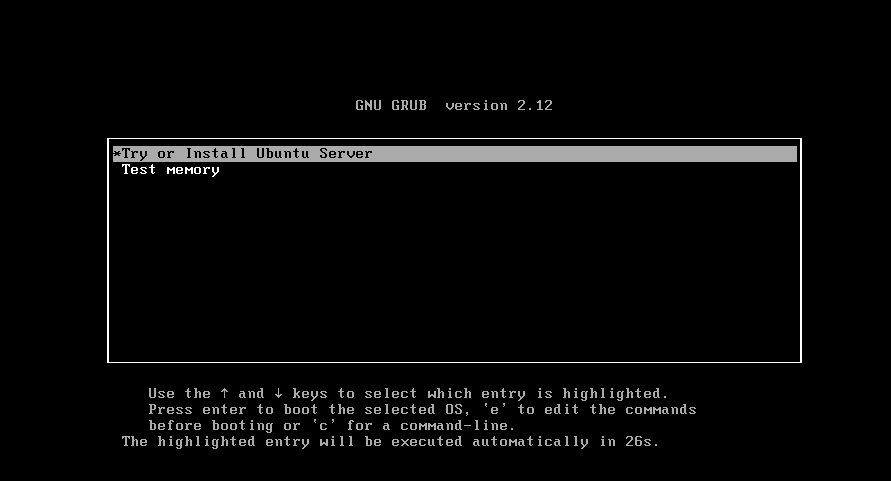 GNU GRUB  version 2.12
*Try or Install Ubuntu Server
Test memory
Use the ↑ and ↓ keys to select which entry is highlighted.
Press enter to boot the selected OS, `e' to edit the commands
before booting or `c' for a command-line.
The highlighted entry will be executed automatically in 26s.